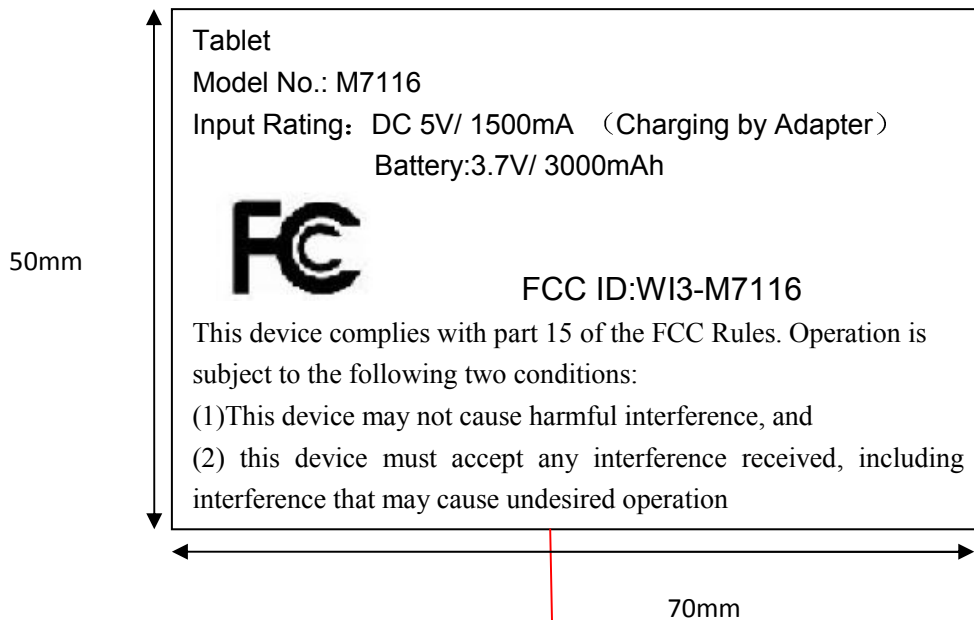 Tablet
Model No.: M7116
Input Rating：DC 5V/ 1500mA （Charging by Adapter）
Battery:3.7V/ 3000mAh
FC
50mm
FCC ID:WI3-M7116
This device complies with part 15 of the FCC Rules. Operation is
subject to the following two conditions:
(1)This device may not cause harmful interference, and
(2) this device must accept any interference received, including
interference that may cause undesired operation
70mm